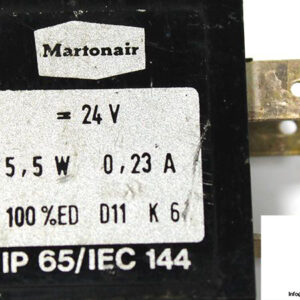 Martonair
= 24 V
5,5 W 0,23 A
100 %ED D11 K 6
IP 65/IEC 144